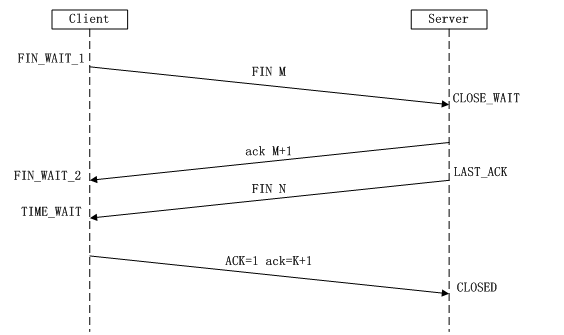 Client
Server
FIN_WAIT_1
FIN M
CLOSE_WAIT
ack M+1
FIN_WAIT_2
LAST_ACK
FIN N
TIME_WAIT
ACK=1 ack=K+1
CLOSED